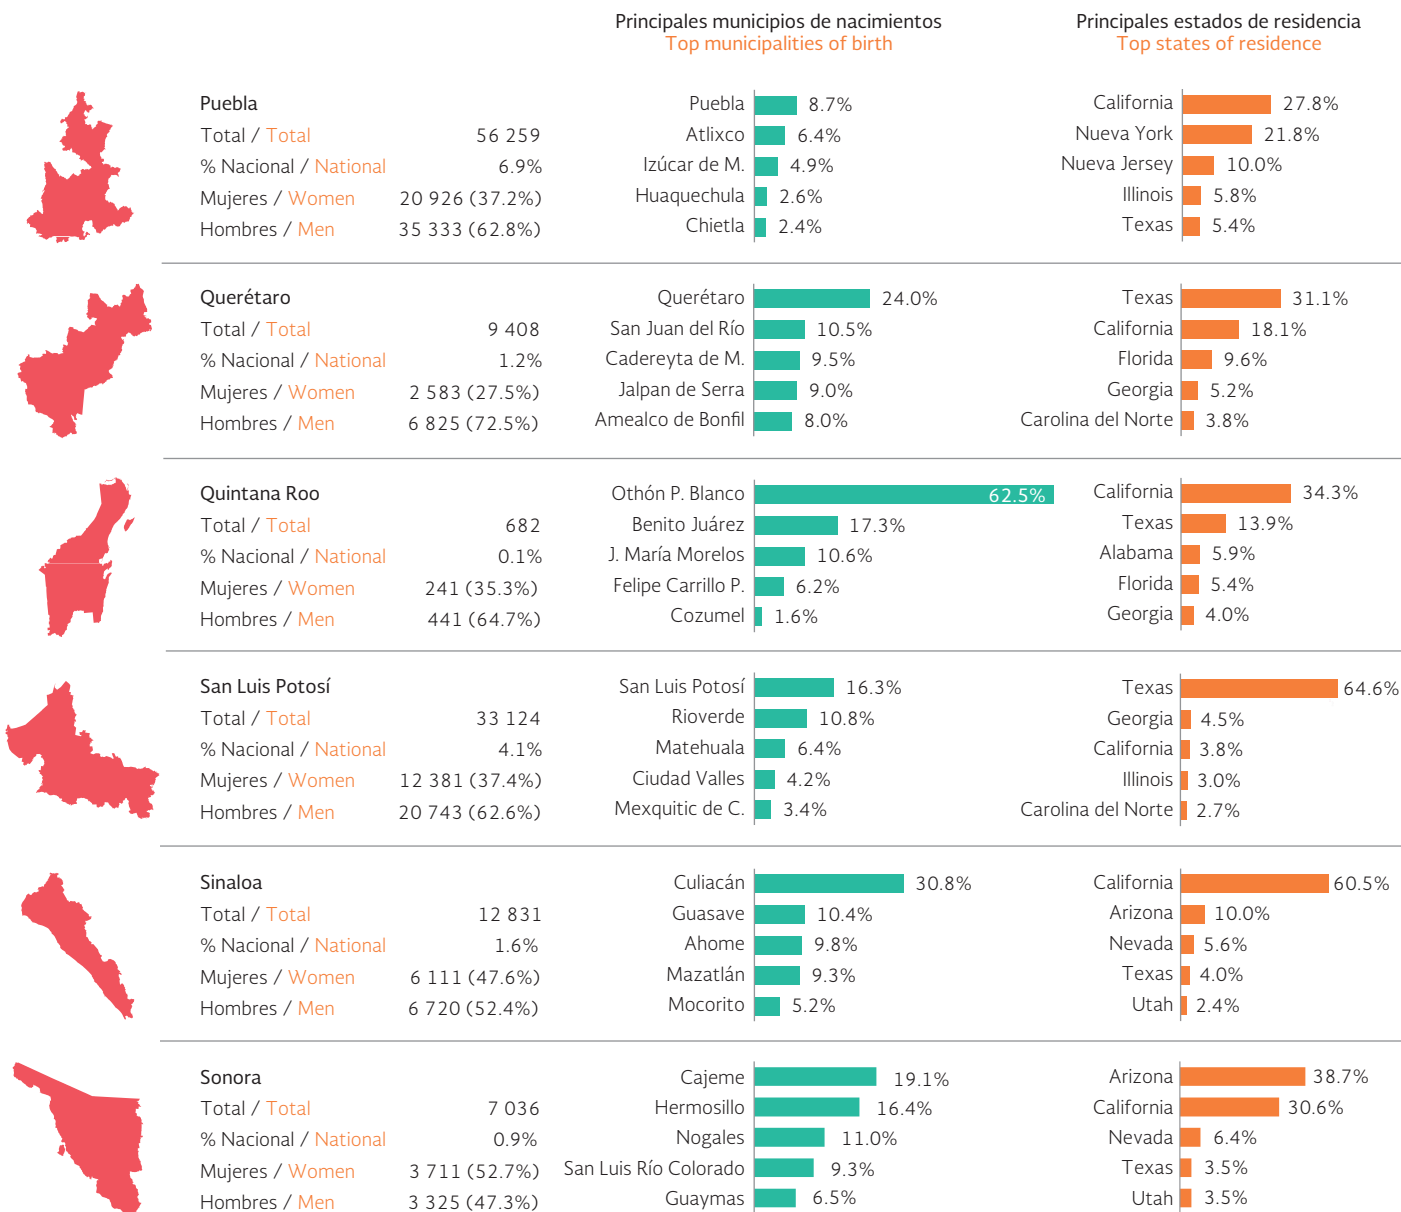 Principales municipios de nacimientos
Top municipalities of birth
Principales estados de residencia
Top states of residence
Puebla
Total / Total 56 259
% Nacional / National 6.9%
Mujeres / Women 20 926 (37.2%)
Hombres / Men 35 333 (62.8%)
Puebla 8.7%
Atlixco 6.4%
Izúcar de M. 4.9%
Huaquechula 2.6%
Chietla 2.4%
California 27.8%
Nueva York 21.8%
Nueva Jersey 10.0%
Illinois 5.8%
Texas 5.4%
Querétaro
Total / Total 9 408
% Nacional / National 1.2%
Mujeres / Women 2 583 (27.5%)
Hombres / Men 6 825 (72.5%)
Querétaro 24.0%
San Juan del Río 10.5%
Cadereyta de M. 9.5%
Jalpan de Serra 9.0%
Amealco de Bonfil 8.0%
Texas 31.1%
California 18.1%
Florida 9.6%
Georgia 5.2%
Carolina del Norte 3.8%
Quintana Roo
Total / Total 682
% Nacional / National 0.1%
Mujeres / Women 241 (35.3%)
Hombres / Men 441 (64.7%)
Othón P. Blanco 62.5%
Benito Juárez 17.3%
J. María Morelos 10.6%
Felipe Carrillo P. 6.2%
Cozumel 1.6%
California 34.3%
Texas 13.9%
Alabama 5.9%
Florida 5.4%
Georgia 4.0%
San Luis Potosí
Total / Total 33 124
% Nacional / National 4.1%
Mujeres / Women 12 381 (37.4%)
Hombres / Men 20 743 (62.6%)
San Luis Potosí 16.3%
Rioverde 10.8%
Matehuala 6.4%
Ciudad Valles 4.2%
Mexquitic de C. 3.4%
Texas 64.6%
Georgia 4.5%
California 3.8%
Illinois 3.0%
Carolina del Norte 2.7%
Sinaloa
Total / Total 12 831
% Nacional / National 1.6%
Mujeres / Women 6 111 (47.6%)
Hombres / Men 6 720 (52.4%)
Culiacán 30.8%
Guasave 10.4%
Ahome 9.8%
Mazatlán 9.3%
Mocorito 5.2%
California 60.5%
Arizona 10.0%
Nevada 5.6%
Texas 4.0%
Utah 2.4%
Sonora
Total / Total 7 036
% Nacional / National 0.9%
Mujeres / Women 3 711 (52.7%)
Hombres / Men 3 325 (47.3%)
Cajeme 19.1%
Hermosillo 16.4%
Nogales 11.0%
San Luis Río Colorado 9.3%
Guaymas 6.5%
Arizona 38.7%
California 30.6%
Nevada 6.4%
Texas 3.5%
Utah 3.5%